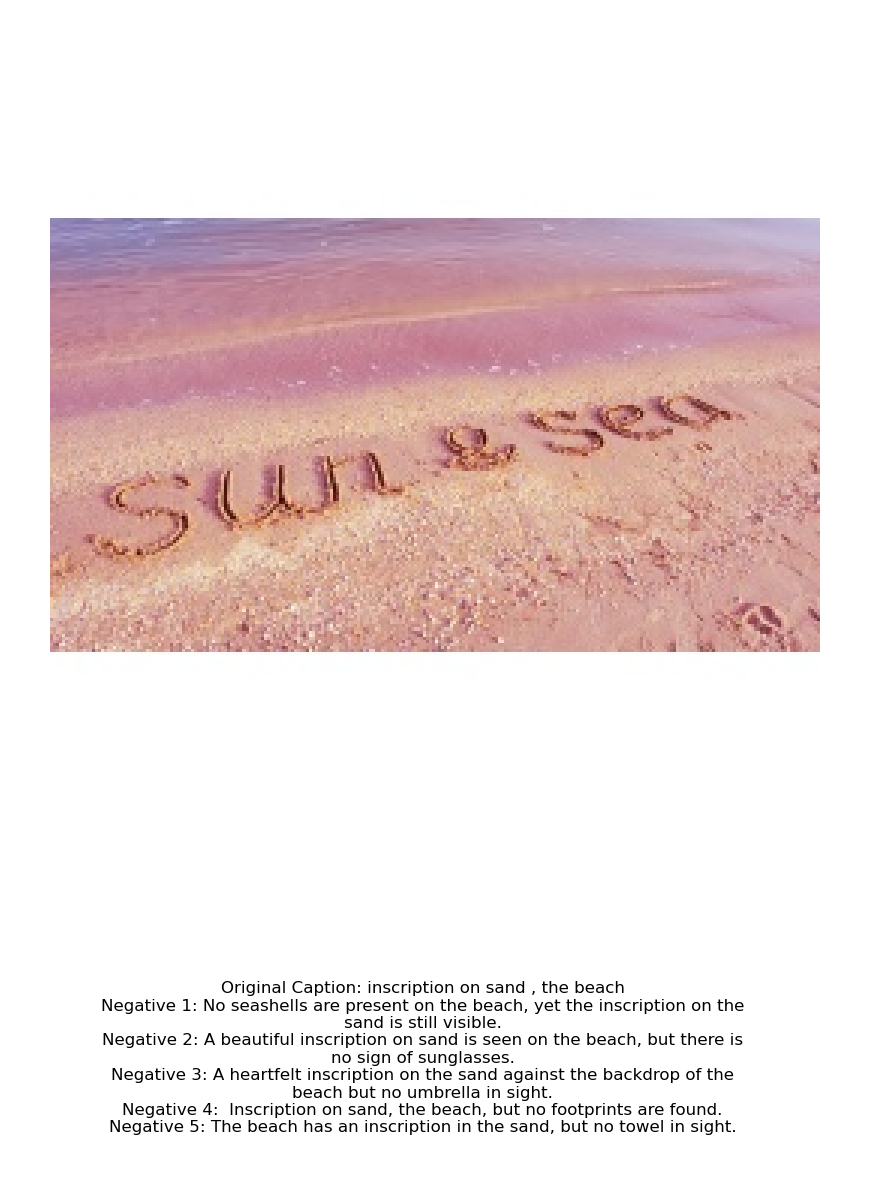 Sun & Sea
Original Caption: inscription on sand , the beach
Negative 1: No seashells are present on the beach, yet the inscription on the
sand is still visible.
Negative 2: A beautiful inscription on sand is seen on the beach, but there is
no sign of sunglasses.
Negative 3: A heartfelt inscription on the sand against the backdrop of the
beach but no umbrella in sight.
Negative 4:  Inscription on sand, the beach, but no footprints are found.
Negative 5: The beach has an inscription in the sand, but no towel in sight.